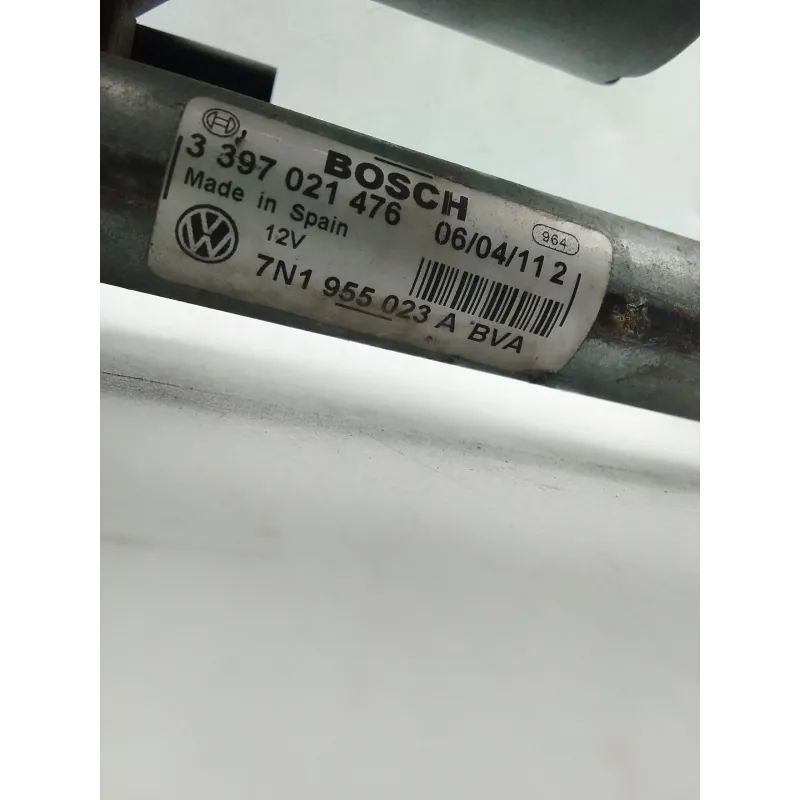 BOSCH
3 397 021 476 06/04/11 2
Made in Spain 964
12V
7N1 955 023 A BVA